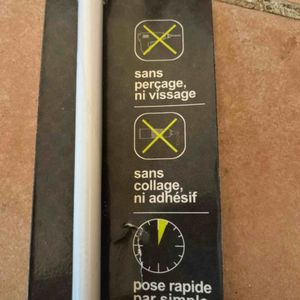 sans
perçage,
ni vissage
sans
collage,
ni adhésif
pose rapide
par simple